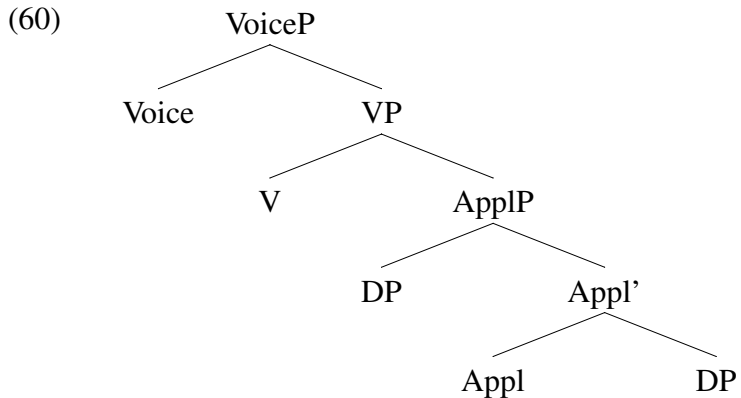 (60) VoiceP
Voice VP
V ApplP
DP Appl’
Appl DP